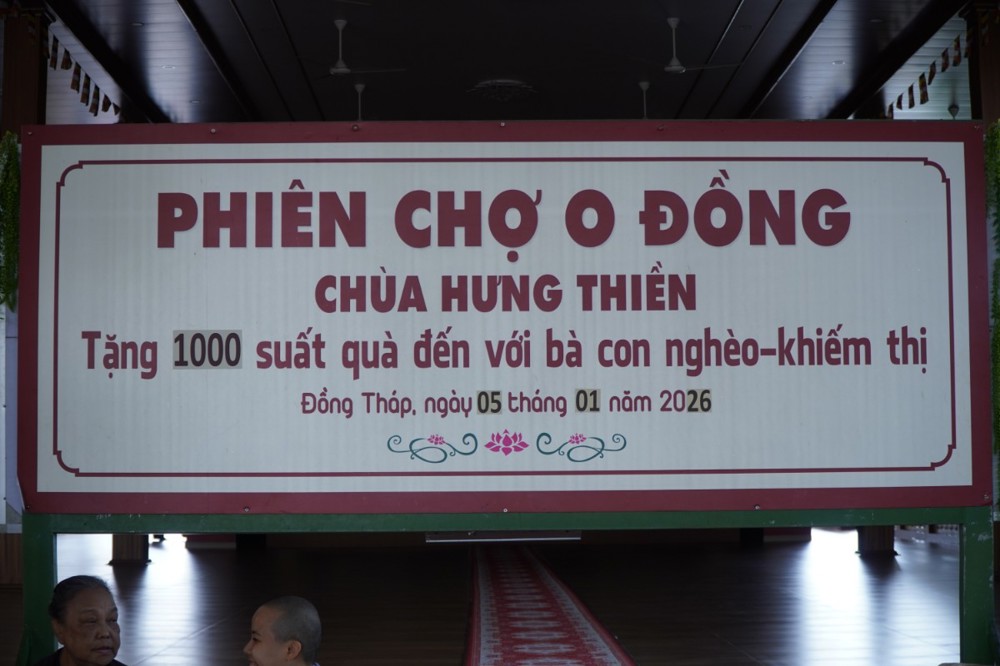 PHIÊN CHỢ O ĐỒNG
CHÙA HƯNG THIỀN
Tặng 1000 suất quà đến với bà con nghèo-khiếm thị
Đồng Tháp, ngày 05 tháng 01 năm 2026